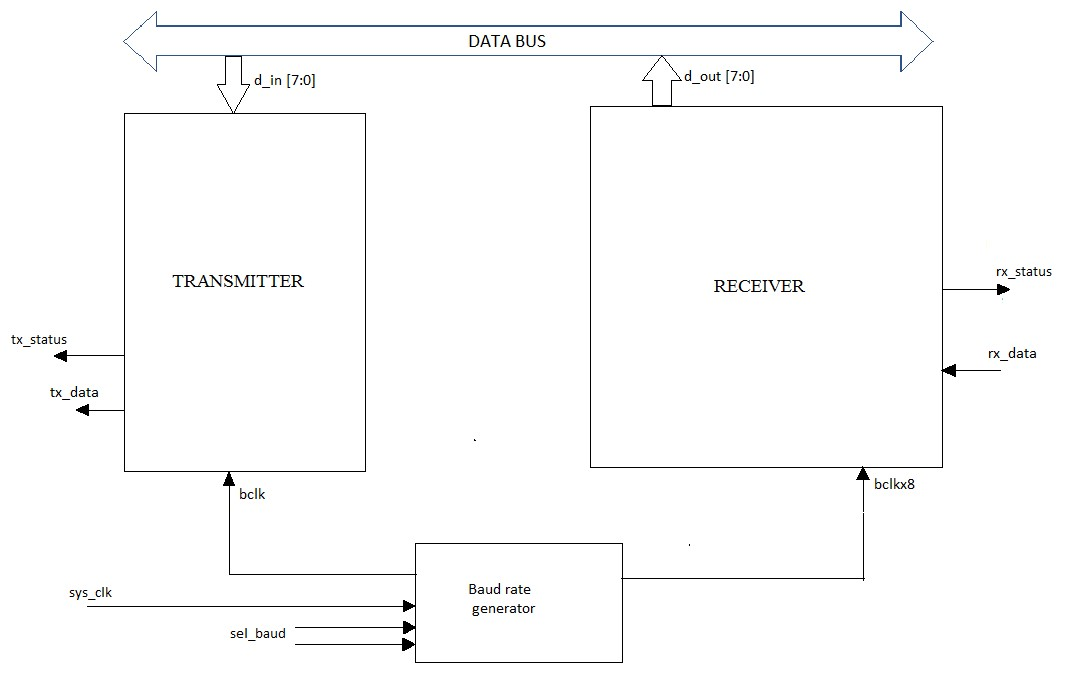 DATA BUS
d_in [7:0]
d_out [7:0]
TRANSMITTER
RECEIVER
rx_status
tx_status
rx_data
tx_data
bclk
bclkx8
Baud rate
generator
sys_clk
sel_baud